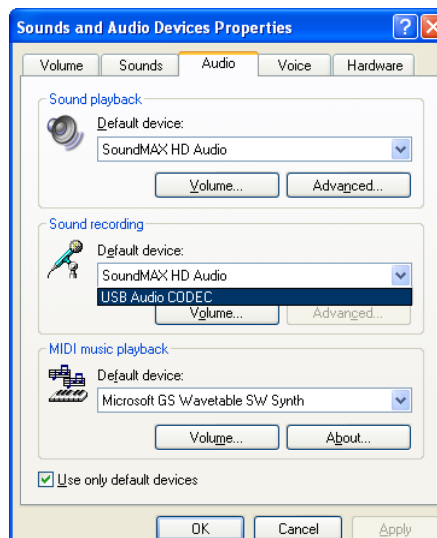 Sounds and Audio Devices Properties
Volume Sounds Audio Voice Hardware
Sound playback
Default device:
SoundMAX HD Audio
Volume... Advanced...
Sound recording
Default device:
SoundMAX HD Audio
USB Audio CODEC
Volume... Advanced...
MIDI music playback
Default device:
Microsoft GS Wavetable SW Synth
Volume... About...
Use only default devices
OK Cancel Apply